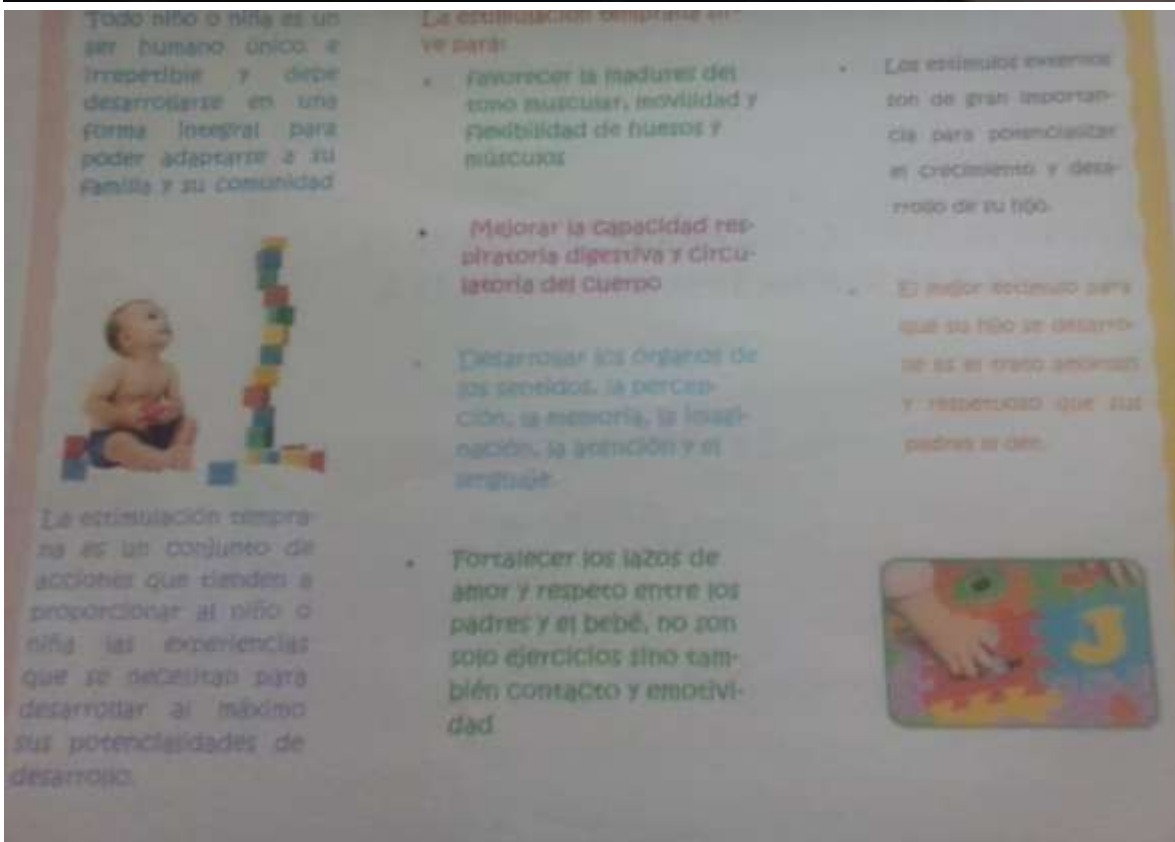 Todo niño o niña es un
ser humano único e
irrepetible y debe
desarrollarse en una
forma integral para
poder adaptarse a su
familia y su comunidad
La estimulación tempra-
na es un conjunto de
acciones que tienden a
proporcionar al niño o
niña las experiencias
que se necesitan para
desarrollar al máximo
sus potencialidades de
desarrollo.
La estimulación temprana sir-
ve para:
• Favorecer la madures del
tono muscular, movilidad y
flexibilidad de huesos y
músculos
• Mejorar la capacidad res-
piratoria digestiva y circu-
latoria del cuerpo
• Desarrollar los órganos de
los sentidos, la percep-
ción, la memoria, la imagi-
nación, la atención y el
lenguaje
• Fortalecer los lazos de
amor y respeto entre los
padres y el bebé, no son
solo ejercicios sino tam-
bién contacto y emotivi-
dad
• Los estímulos externos
son de gran importan-
cia para potencializar
el crecimiento y desa-
rrollo de su hijo.
• El mejor estímulo para
que su hijo se desarro-
lle es el trato amoroso
y respetuoso que sus
padres le den.
J